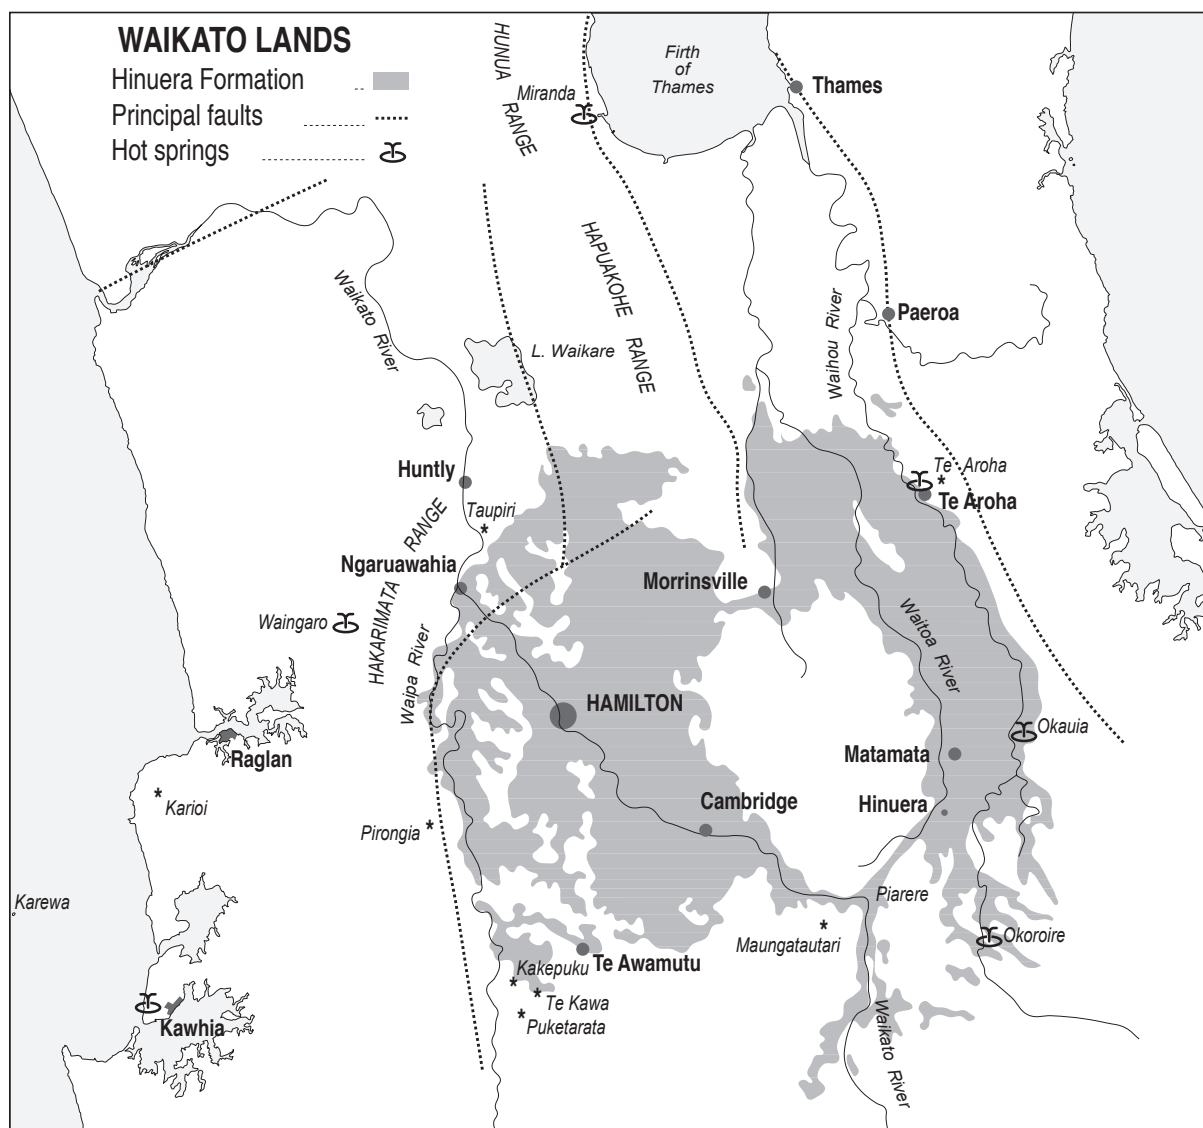 WAIKATO LANDS
Hinuera Formation
Principal faults
Hot springs
HUNUA RANGE
Miranda
Firth
of
Thames
Thames
HAPUAKOHE RANGE
Waikato River
Waihou River
Paeroa
L. Waikare
Huntly
Taupiri
Te Aroha
Te Aroha
HAKARIMATA RANGE
Ngaruawahia
Morrinsville
Waingaro
Waipa River
Waitoa River
HAMILTON
Okauia
Raglan
Matamata
Karioi
Cambridge
Hinuera
Pirongia
Karewa
Piarere
Maungatautari
Okoroire
Te Awamutu
Kakepuku
Te Kawa
Puketarata
Kawhia
Waikato River